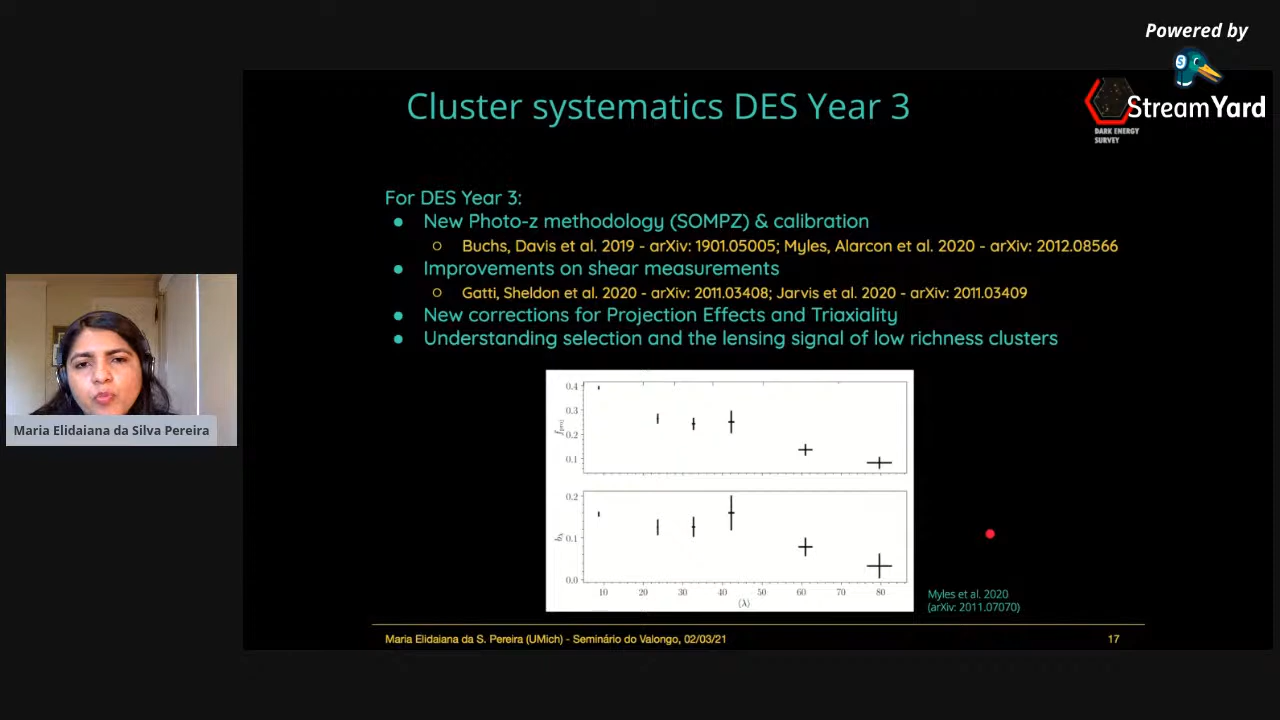 Powered by
StreamYard
DARK ENERGY
SURVEY
Cluster systematics DES Year 3
For DES Year 3:
● New Photo-z methodology (SOMPZ) & calibration
○ Buchs, Davis et al. 2019 - arXiv: 1901.05005; Myles, Alarcon et al. 2020 - arXiv: 2012.08566
● Improvements on shear measurements
○ Gatti, Sheldon et al. 2020 - arXiv: 2011.03408; Jarvis et al. 2020 - arXiv: 2011.03409
● New corrections for Projection Effects and Triaxiality
● Understanding selection and the lensing signal of low richness clusters
Maria Elidaiana da Silva Pereira
0.4
0.3
0.2
0.1
0.2
0.1
0.0
10 20 30 40 50 60 70 80
⟨λ⟩
Myles et al. 2020
(arXiv: 2011.07070)
Maria Elidaiana da S. Pereira (UMich) - Seminário do Valongo, 02/03/21
17